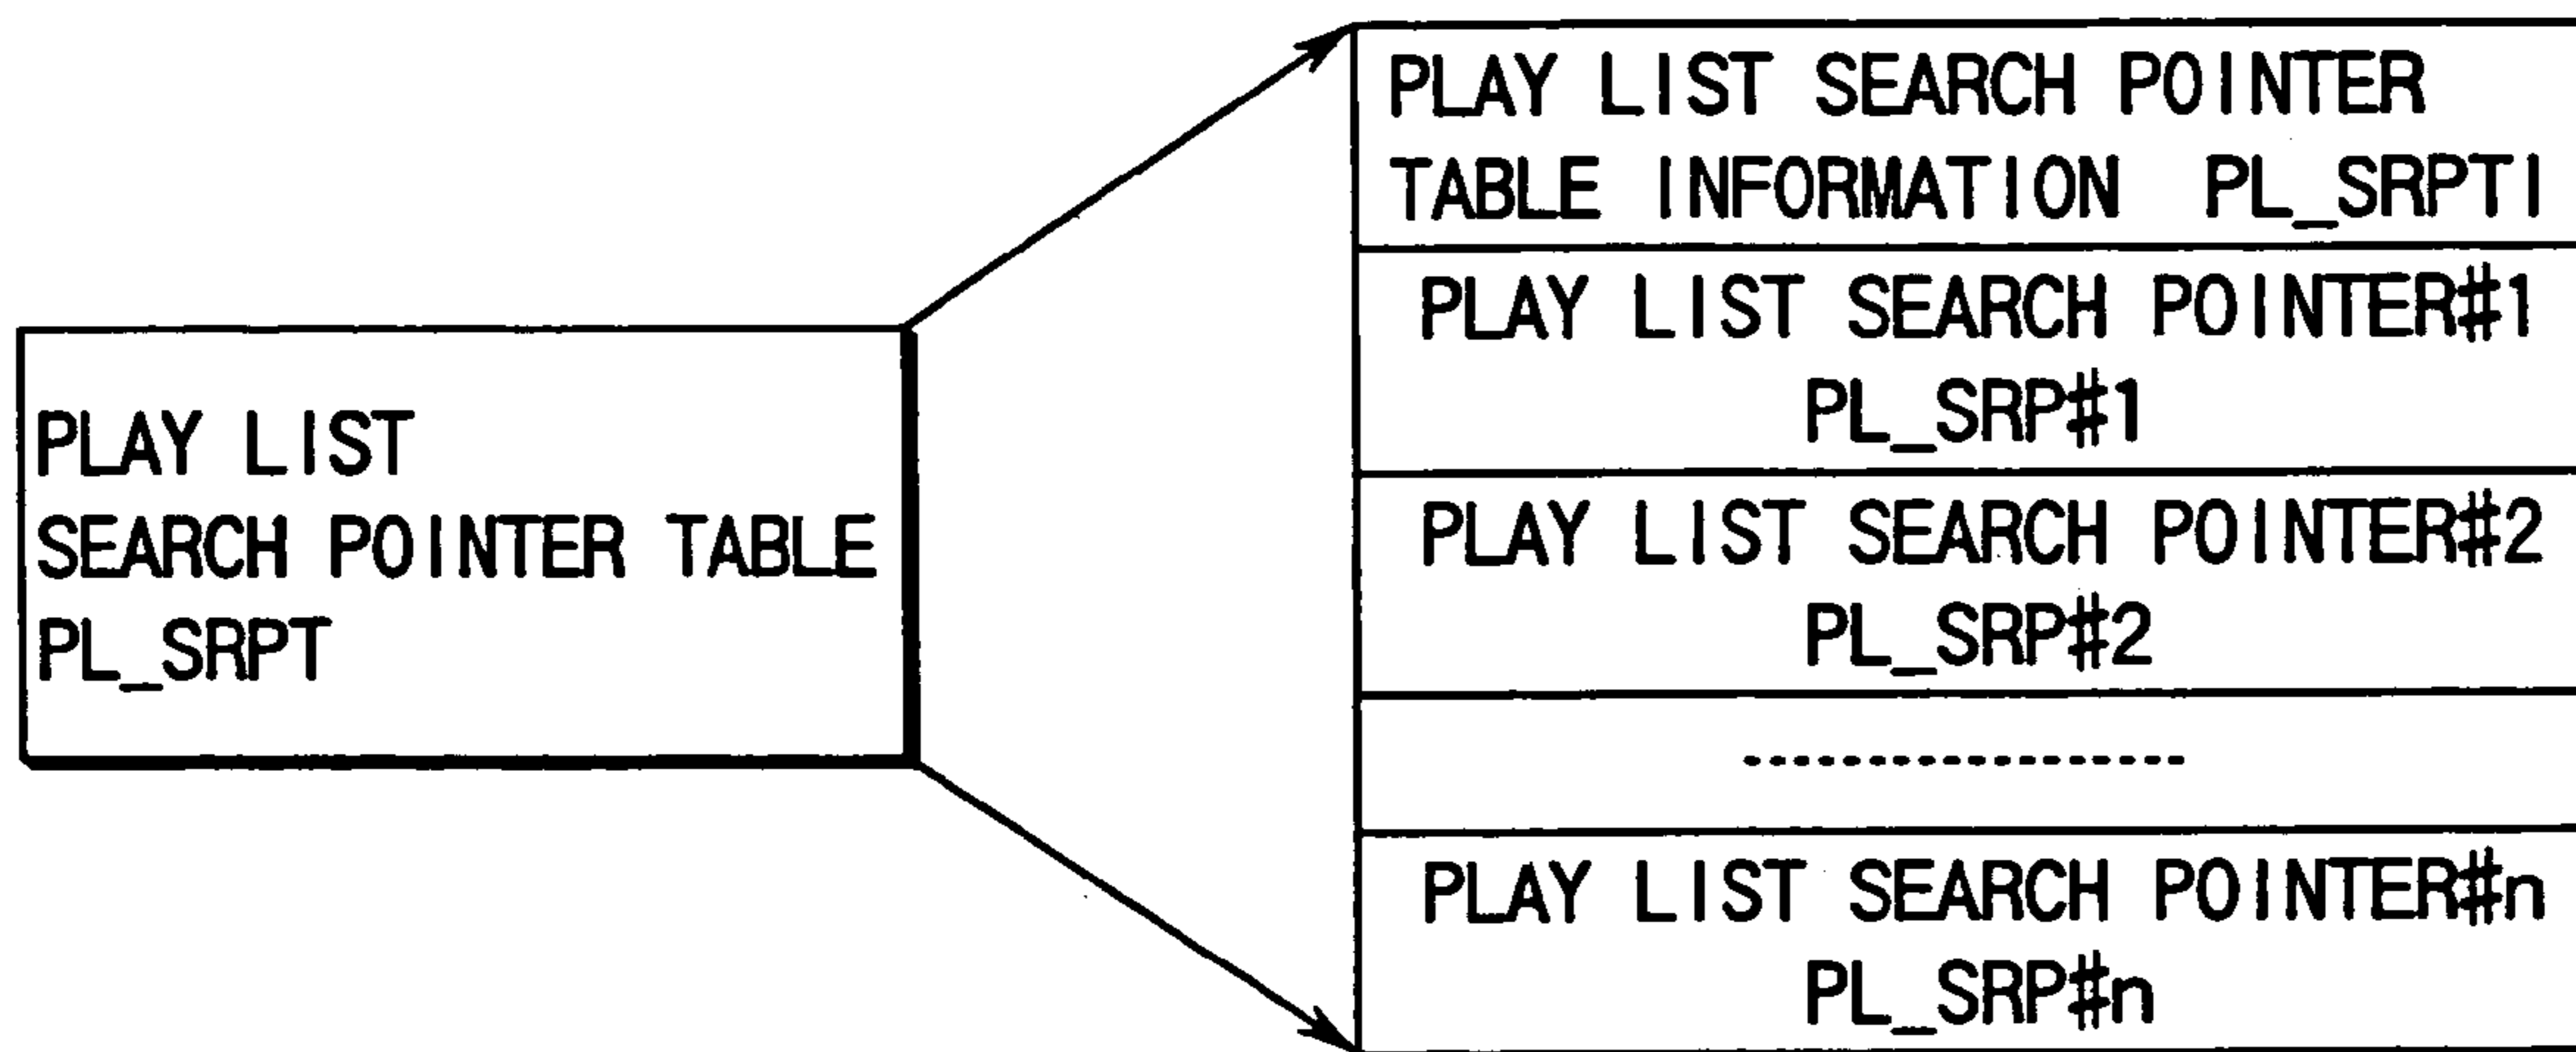 PLAY LIST
SEARCH POINTER TABLE
PL_SRPT
PLAY LIST SEARCH POINTER
TABLE INFORMATION PL_SRPTI
PLAY LIST SEARCH POINTER#1
PL_SRP#1
PLAY LIST SEARCH POINTER#2
PL_SRP#2
PLAY LIST SEARCH POINTER#n
PL_SRP#n